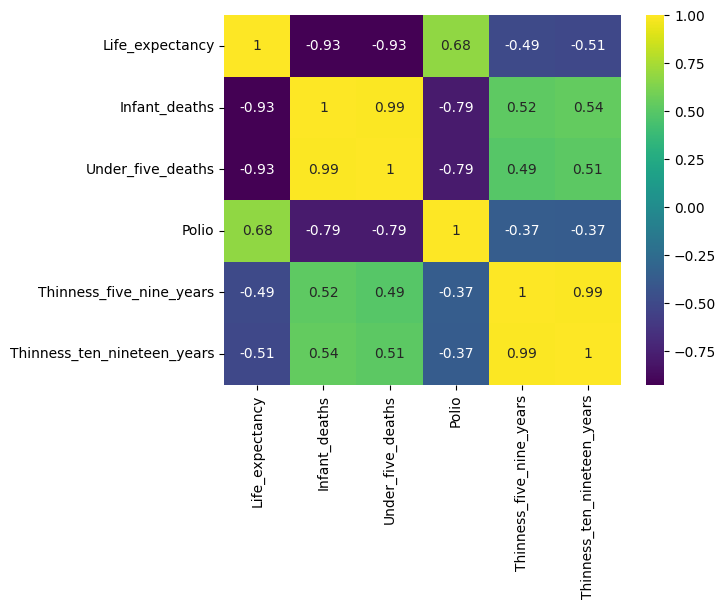 Life_expectancy 1 -0.93 -0.93 0.68 -0.49 -0.51
Infant_deaths -0.93 1 0.99 -0.79 0.52 0.54
Under_five_deaths -0.93 0.99 1 -0.79 0.49 0.51
Polio 0.68 -0.79 -0.79 1 -0.37 -0.37
Thinness_five_nine_years -0.49 0.52 0.49 -0.37 1 0.99
Thinness_ten_nineteen_years -0.51 0.54 0.51 -0.37 0.99 1
Life_expectancy
Infant_deaths
Under_five_deaths
Polio
Thinness_five_nine_years
Thinness_ten_nineteen_years
1.00
0.75
0.50
0.25
0.00
−0.25
−0.50
−0.75